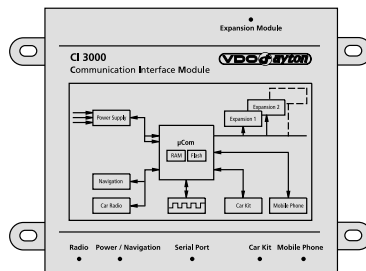 Expansion Module
CI 3000
VDO dayton
Communication Interface Module
Expansion 2
Power Supply
Expansion 1
µCom
RAM
Flash
Navigation
Car Radio
Car Kit
Mobile Phone
Radio
Power / Navigation
Serial Port
Car Kit
Mobile Phone